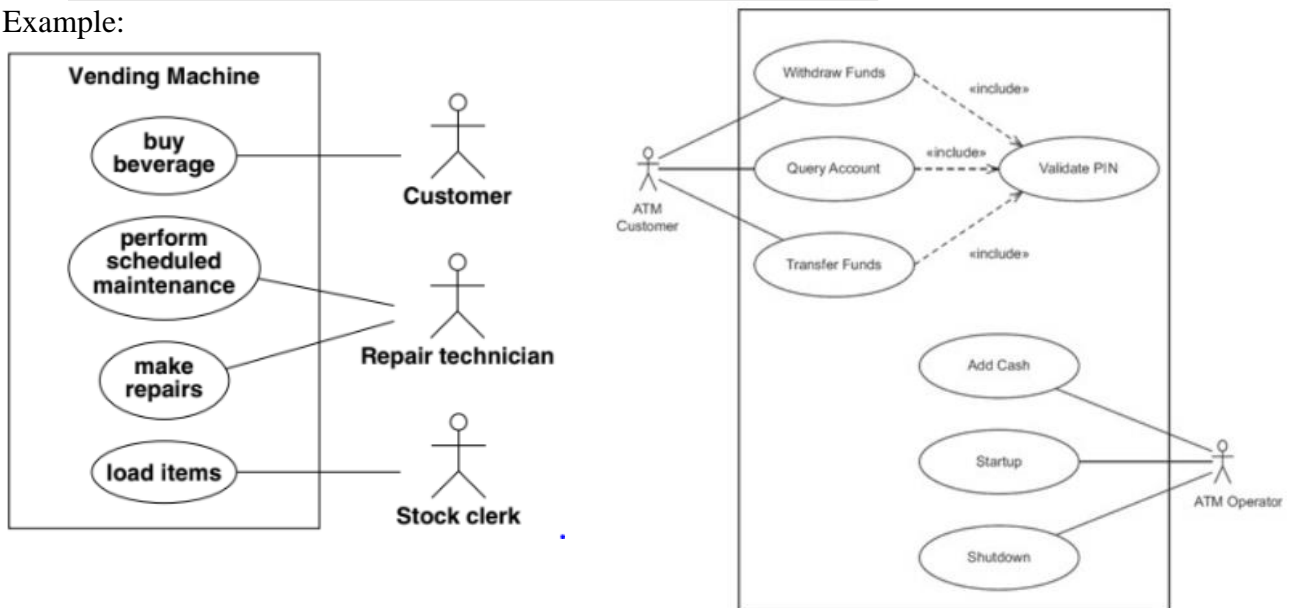 Example:
Vending Machine
buy
beverage
perform
scheduled
maintenance
make
repairs
load items
Customer
Repair technician
Stock clerk
Withdraw Funds
«include»
Query Account
«include»
Validate PIN
Transfer Funds
«include»
ATM
Customer
Add Cash
Startup
Shutdown
ATM Operator